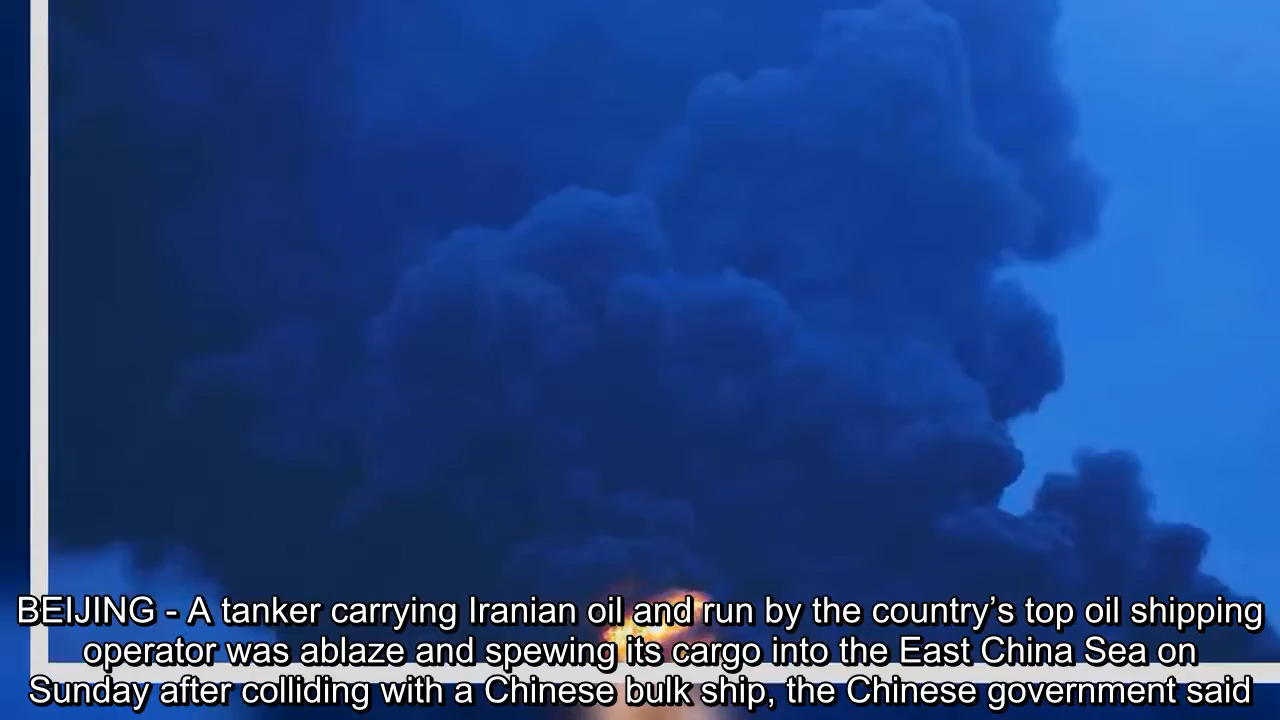 BEIJING - A tanker carrying Iranian oil and run by the country’s top oil shipping
operator was ablaze and spewing its cargo into the East China Sea on
Sunday after colliding with a Chinese bulk ship, the Chinese government said